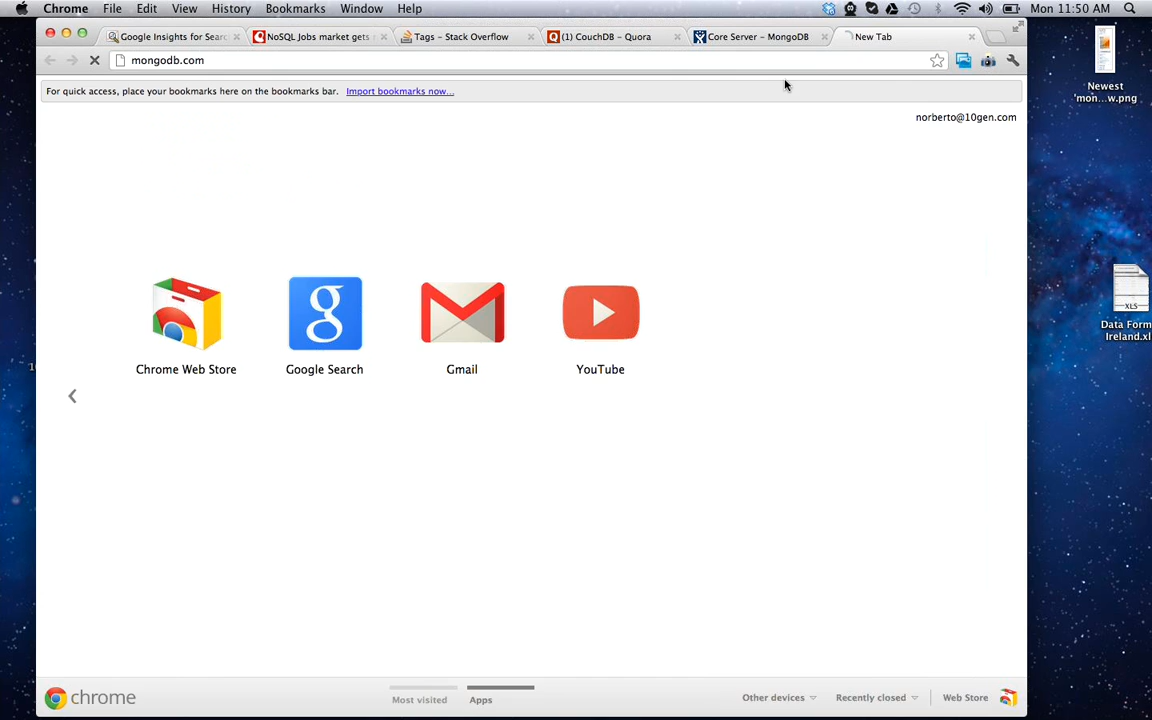 Chrome File Edit View History Bookmarks Window Help Mon 11:50 AM
Google Insights for Searc NoSQL Jobs market gets Tags - Stack Overflow (1) CouchDB - Quora Core Server - MongoDB New Tab
mongodb.com
For quick access, place your bookmarks here on the bookmarks bar. Import bookmarks now...
norberto@10gen.com
Newest
'mon...w.png
Chrome Web Store Google Search Gmail YouTube
XLS
Data Form
Ireland.xl
chrome Most visited Apps Other devices Recently closed Web Store